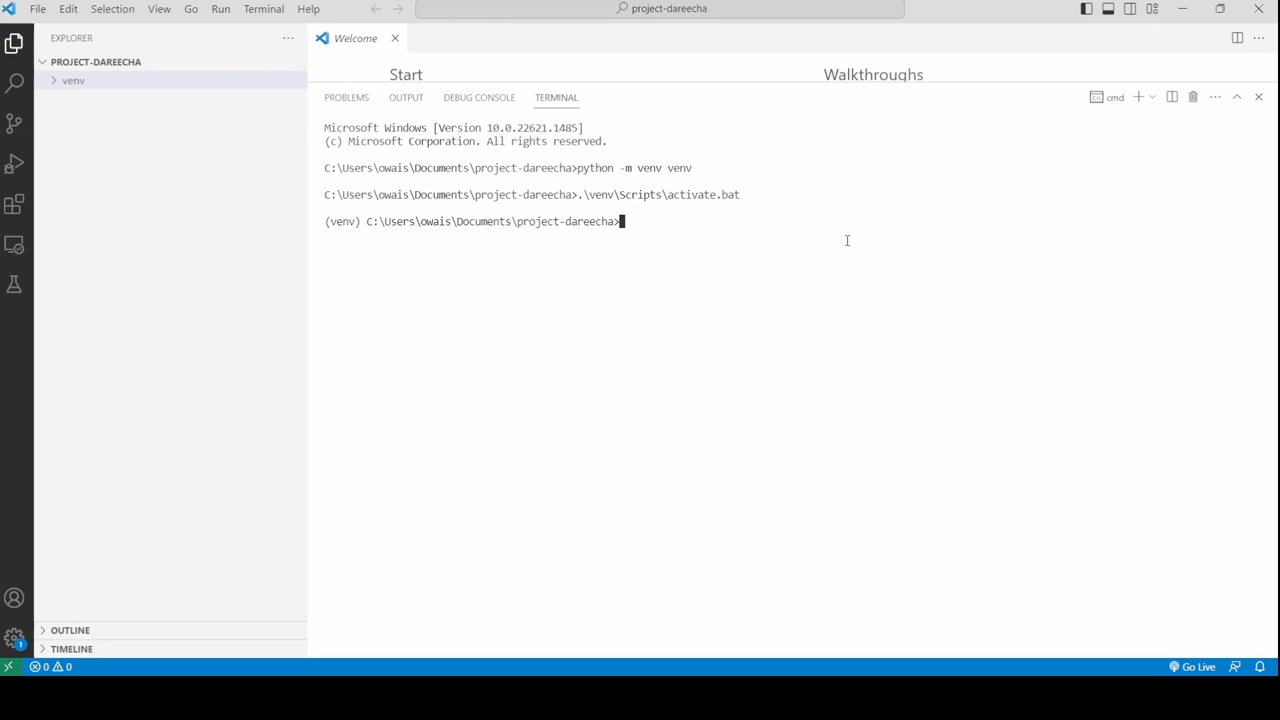 File Edit Selection View Go Run Terminal Help
project-dareecha
EXPLORER
Welcome
PROJECT-DAREECHA
venv
Start
Walkthroughs
PROBLEMS OUTPUT DEBUG CONSOLE TERMINAL
cmd
Microsoft Windows [Version 10.0.22621.1485]
(c) Microsoft Corporation. All rights reserved.
C:\Users\owais\Documents\project-dareecha>python -m venv venv
C:\Users\owais\Documents\project-dareecha>.\venv\Scripts\activate.bat
(venv) C:\Users\owais\Documents\project-dareecha>
OUTLINE
TIMELINE
1
0 0
Go Live